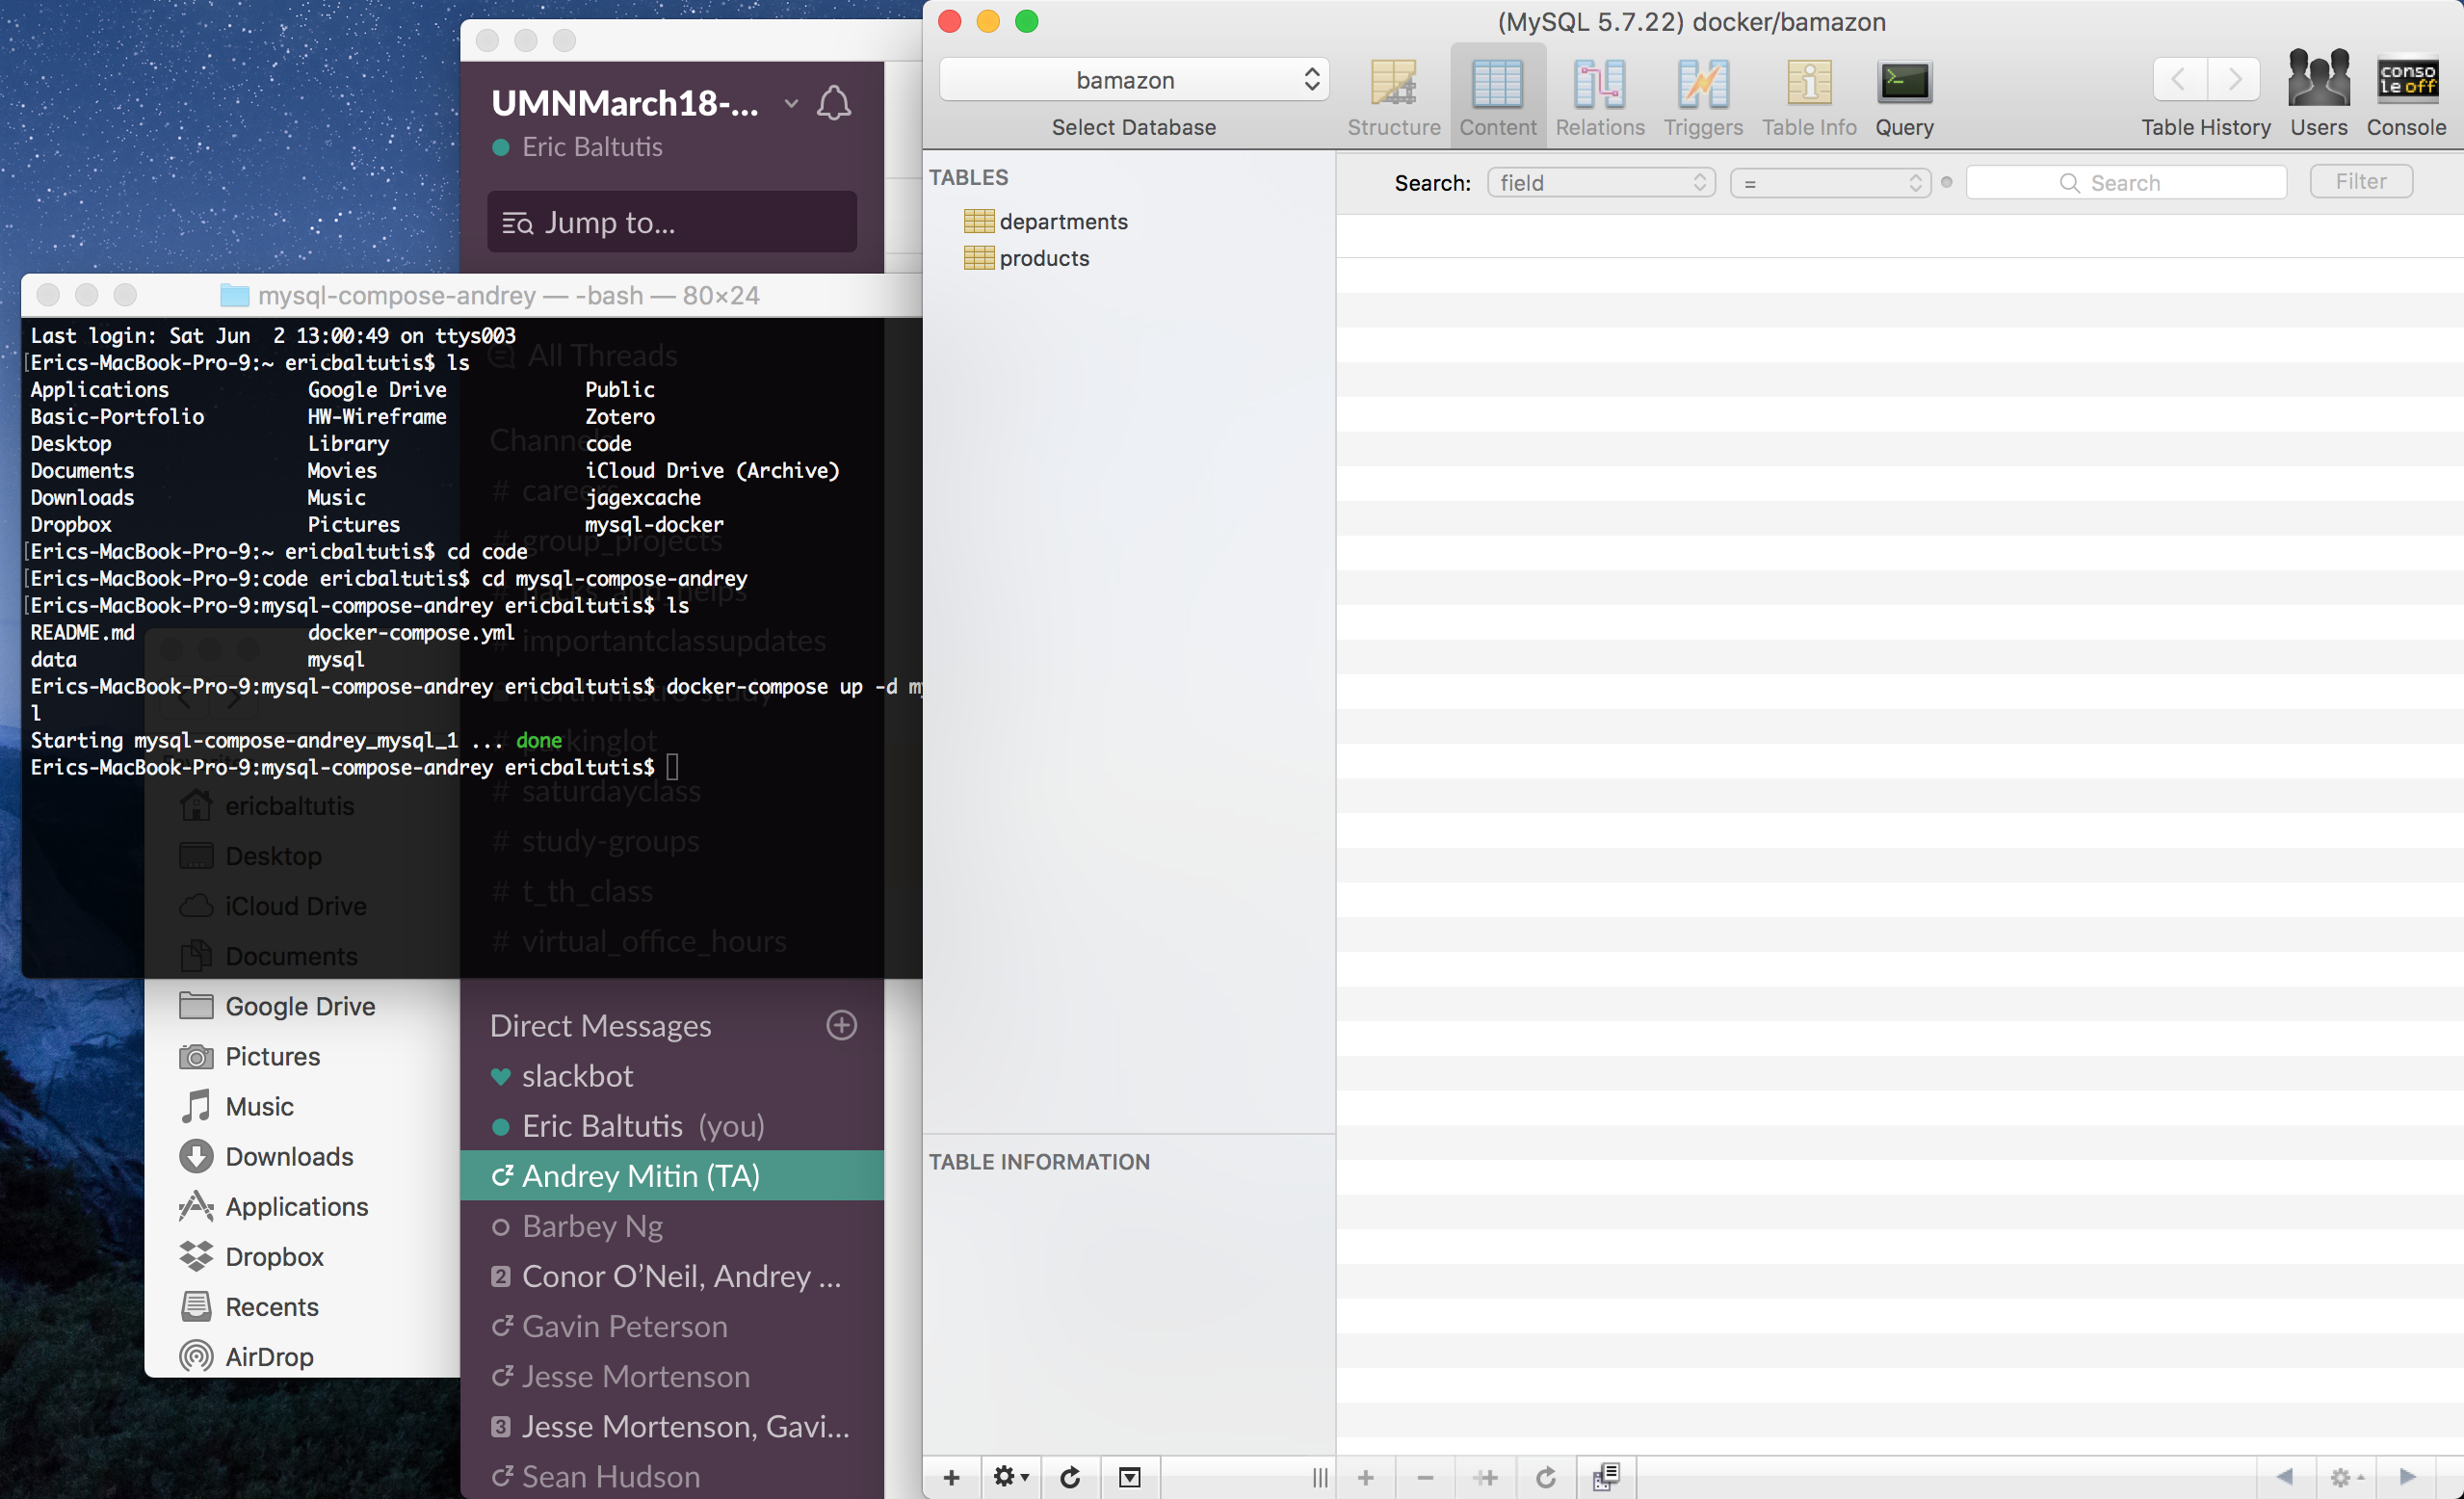 UMNMarch18-...
Eric Baltutis
Jump to...
All Threads
# careers
# group_projects
# importantclassupdates
# north-metro-study
# parkinglot
# saturdayclass
# study-groups
# t_th_class
# virtual_office_hours
Direct Messages
slackbot
Eric Baltutis (you)
Andrey Mitin (TA)
Barbey Ng
2 Conor O’Neil, Andrey ...
Gavin Peterson
Jesse Mortenson
3 Jesse Mortenson, Gavi...
Sean Hudson
mysql-compose-andrey — -bash — 80×24
Last login: Sat Jun  2 13:00:49 on ttys003
[Erics-MacBook-Pro-9:~ ericbaltutis$ ls
Applications Google Drive Public
Basic-Portfolio HW-Wireframe Zotero
Desktop Library code
Documents Movies iCloud Drive (Archive)
Downloads Music jagexcache
Dropbox Pictures mysql-docker
[Erics-MacBook-Pro-9:~ ericbaltutis$ cd code
[Erics-MacBook-Pro-9:code ericbaltutis$ cd mysql-compose-andrey
[Erics-MacBook-Pro-9:mysql-compose-andrey ericbaltutis$ ls
README.md docker-compose.yml
data mysql
Erics-MacBook-Pro-9:mysql-compose-andrey ericbaltutis$ docker-compose up -d m
l
Starting mysql-compose-andrey_mysql_1 ... done
Erics-MacBook-Pro-9:mysql-compose-andrey ericbaltutis$
ericbaltutis
Desktop
iCloud Drive
Documents
Google Drive
Pictures
Music
Downloads
Applications
Dropbox
Recents
AirDrop
(MySQL 5.7.22) docker/bamazon
bamazon
Select Database
Structure
Content
Relations
Triggers
Table Info
Query
Table History
Users
conso
le off
Console
TABLES
departments
products
TABLE INFORMATION
Search: field = Search Filter